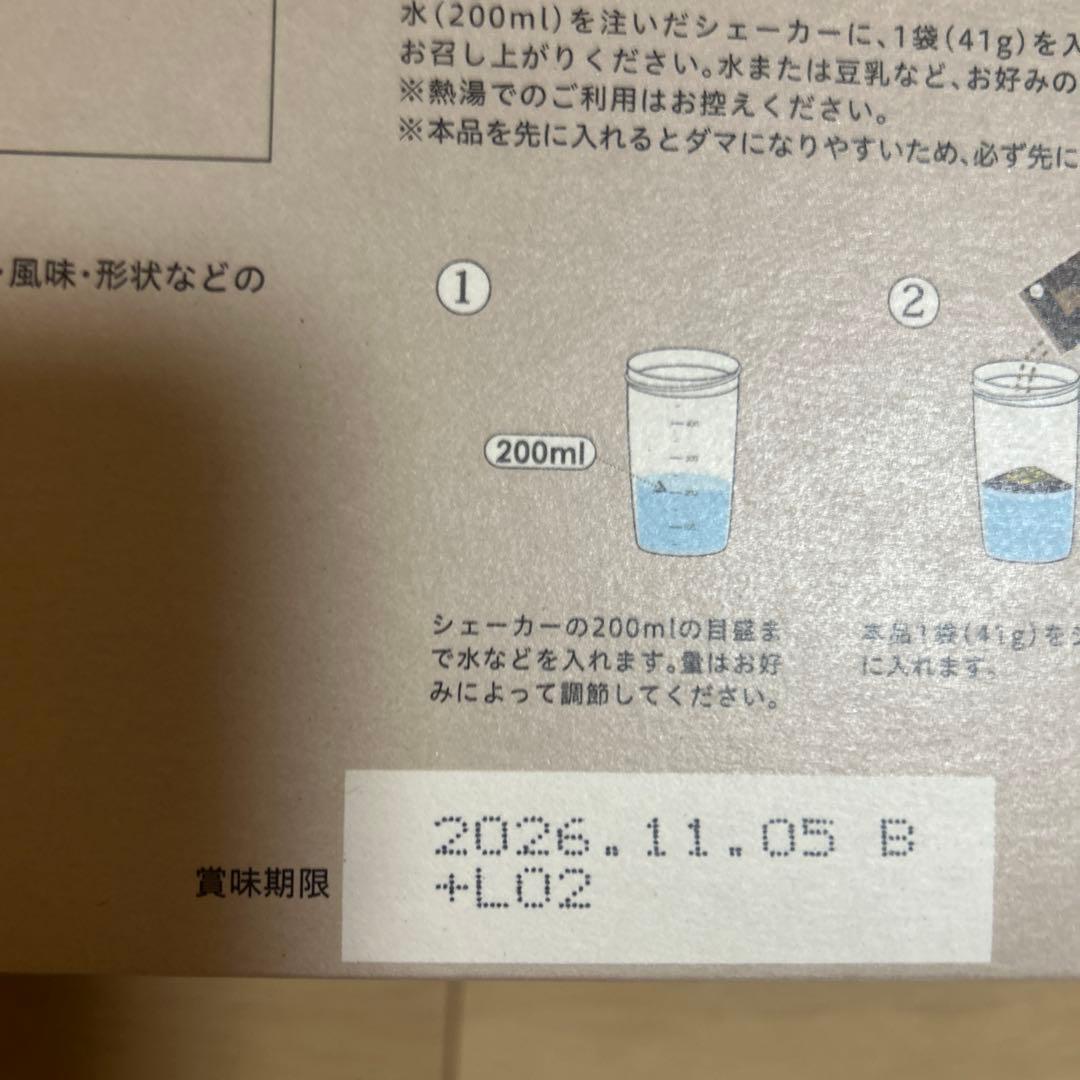 水(200ml)を注いだシェーカーに、1袋(41g)を入
お召し上がりください。水または豆乳など、お好みの
※熱湯でのご利用はお控えください。
※本品を先に入れるとダマになりやすいため、必ず先に
・風味・形状などの
1
2
200ml
シェーカーの200mlの目盛ま
で水などを入れます。量はお好
みによって調節してください。
本品1袋(41g)をシ
に入れます。
賞味期限
2026.11.05 B
+L02